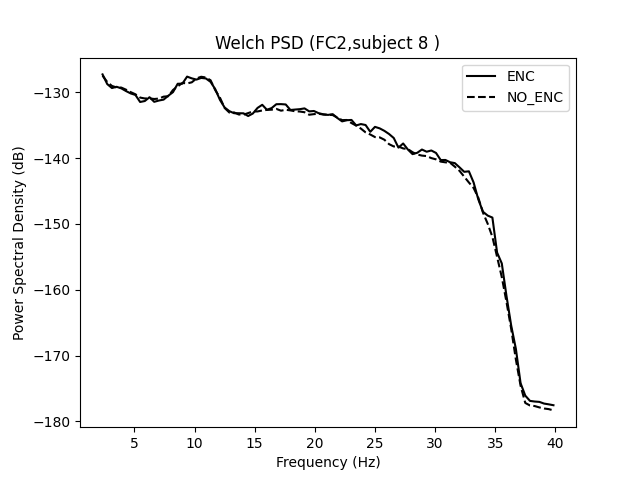 Welch PSD (FC2,subject 8 )
ENC
NO_ENC
Power Spectral Density (dB)
−130
−140
−150
−160
−170
−180
5 10 15 20 25 30 35 40
Frequency (Hz)